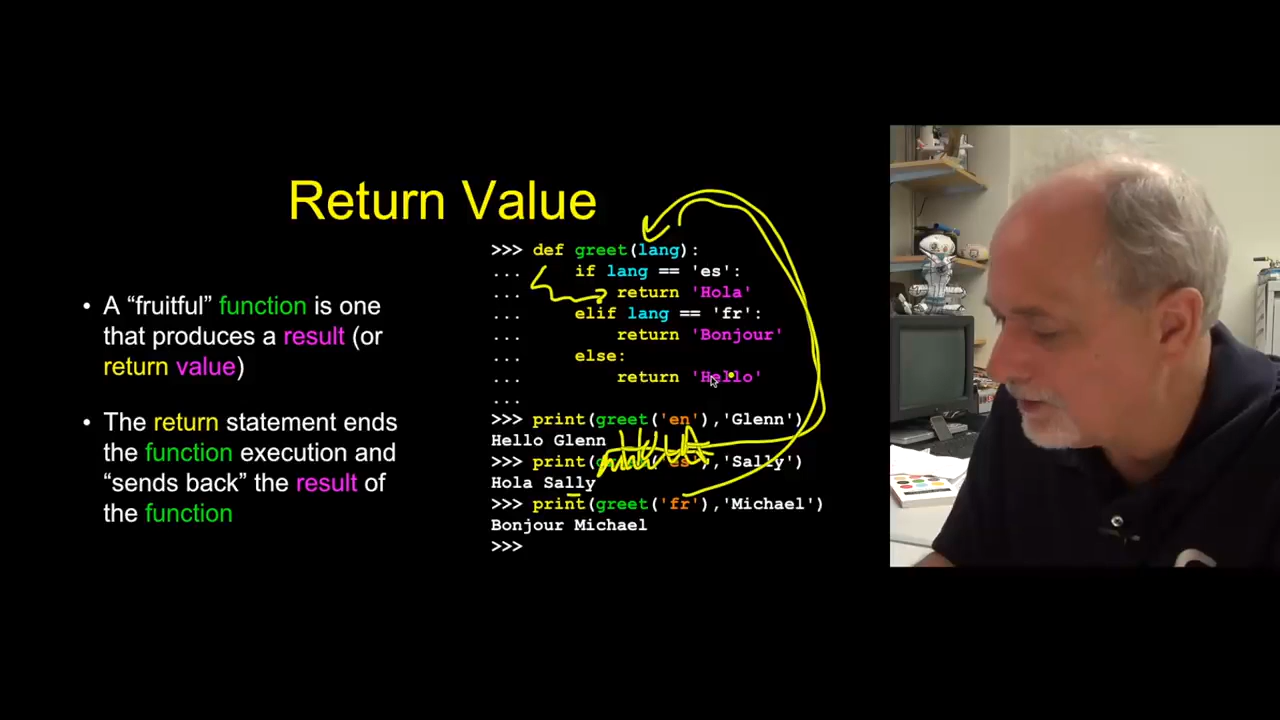 Return Value
• A “fruitful” function is one
that produces a result (or
return value)
• The return statement ends
the function execution and
“sends back” the result of
the function
>>> def greet(lang):
...     if lang == 'es':
...         return 'Hola'
...     elif lang == 'fr':
...         return 'Bonjour'
...     else:
...         return 'Hello'
...
>>> print(greet('en'),'Glenn')
Hello Glenn
HOLA
>>> print(greet('es'),'Sally')
Hola Sally
>>> print(greet('fr'),'Michael')
Bonjour Michael
>>>